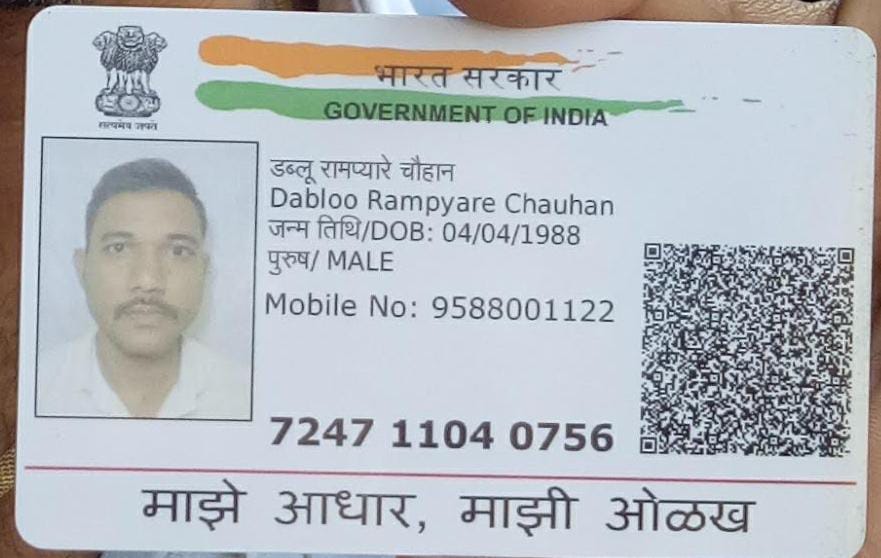 भारत सरकार
GOVERNMENT OF INDIA
सत्यमेव जयते
डब्लू रामप्यारे चौहान
Dabloo Rampyare Chauhan
जन्म तिथि/DOB: 04/04/1988
पुरुष/ MALE
Mobile No: 9588001122
7247 1104 0756
माझे आधार, माझी ओळख